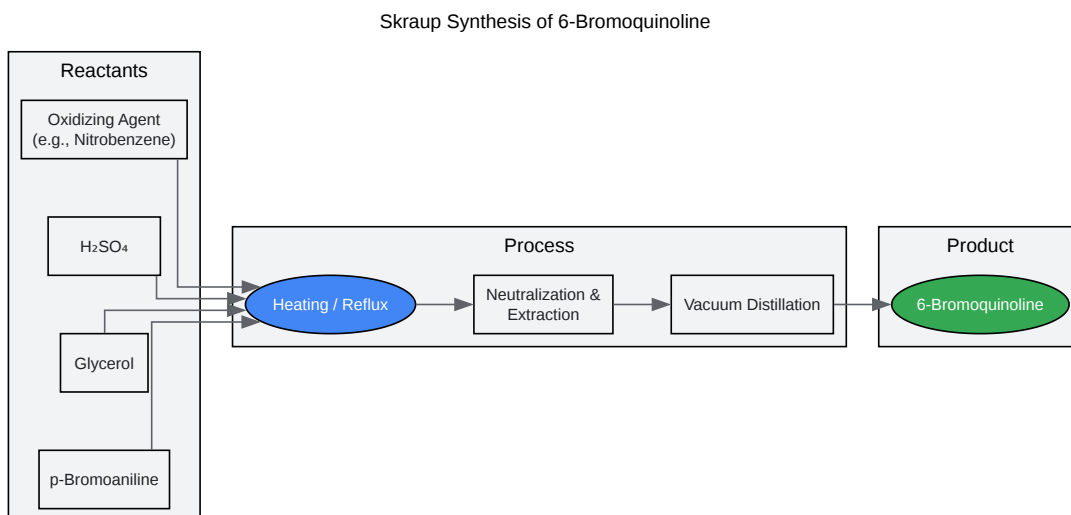 Skraup Synthesis of 6-Bromoquinoline
Reactants
Oxidizing Agent
(e.g., Nitrobenzene)
H₂SO₄
Glycerol
p-Bromoaniline
Process
Heating / Reflux
Neutralization &
Extraction
Vacuum Distillation
Product
6-Bromoquinoline